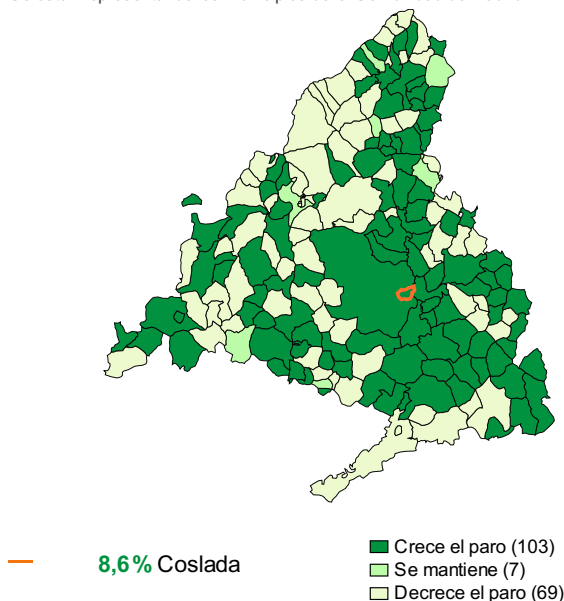 8,6% Coslada
Crece el paro (103)
Se mantiene (7)
Decrece el paro (69)